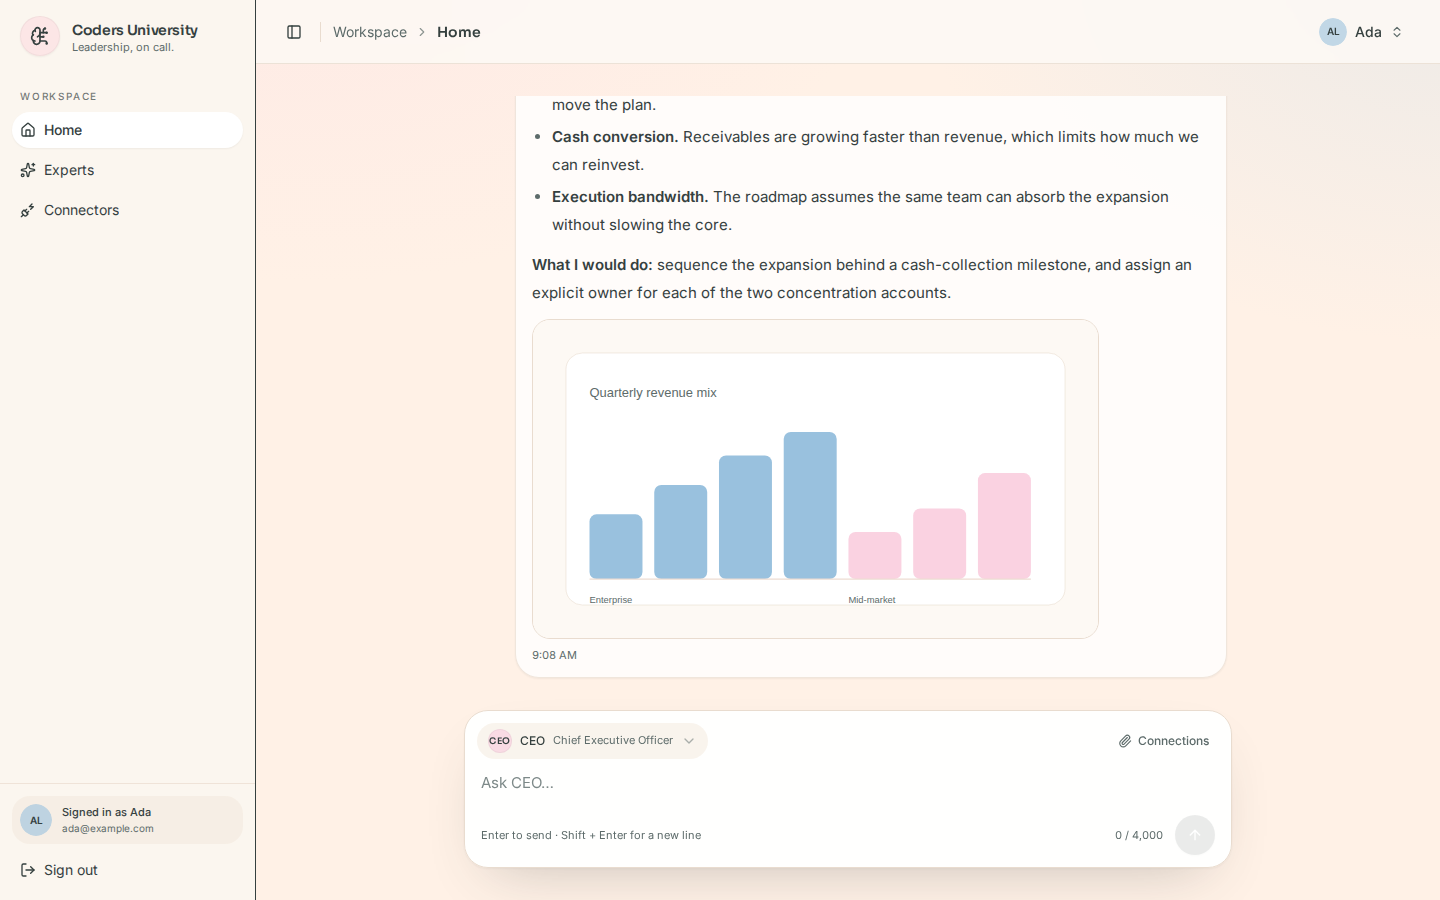 Coders University
Leadership, on call.
WORKSPACE
Home
Experts
Connectors
AL
Signed in as Ada
ada@example.com
Sign out
Workspace
Home
AL
Ada
move the plan.
Cash conversion. Receivables are growing faster than revenue, which limits how much we
can reinvest.
Execution bandwidth. The roadmap assumes the same team can absorb the expansion
without slowing the core.
What I would do: sequence the expansion behind a cash-collection milestone, and assign an
explicit owner for each of the two concentration accounts.
Quarterly revenue mix
Enterprise
Mid-market
9:08 AM
CEO
CEO
Chief Executive Officer
Connections
Ask CEO...
Enter to send · Shift + Enter for a new line
0 / 4,000